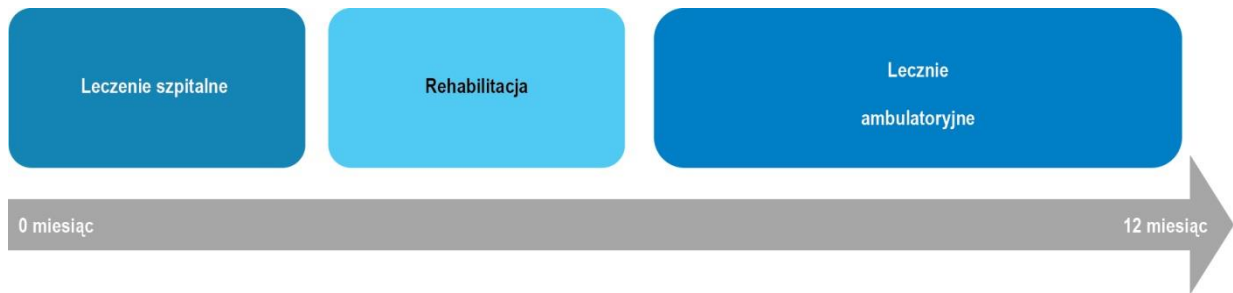 Leczenie szpitalne
Rehabilitacja
Lecznie
ambulatoryjne
0 miesiąc
12 miesiąc